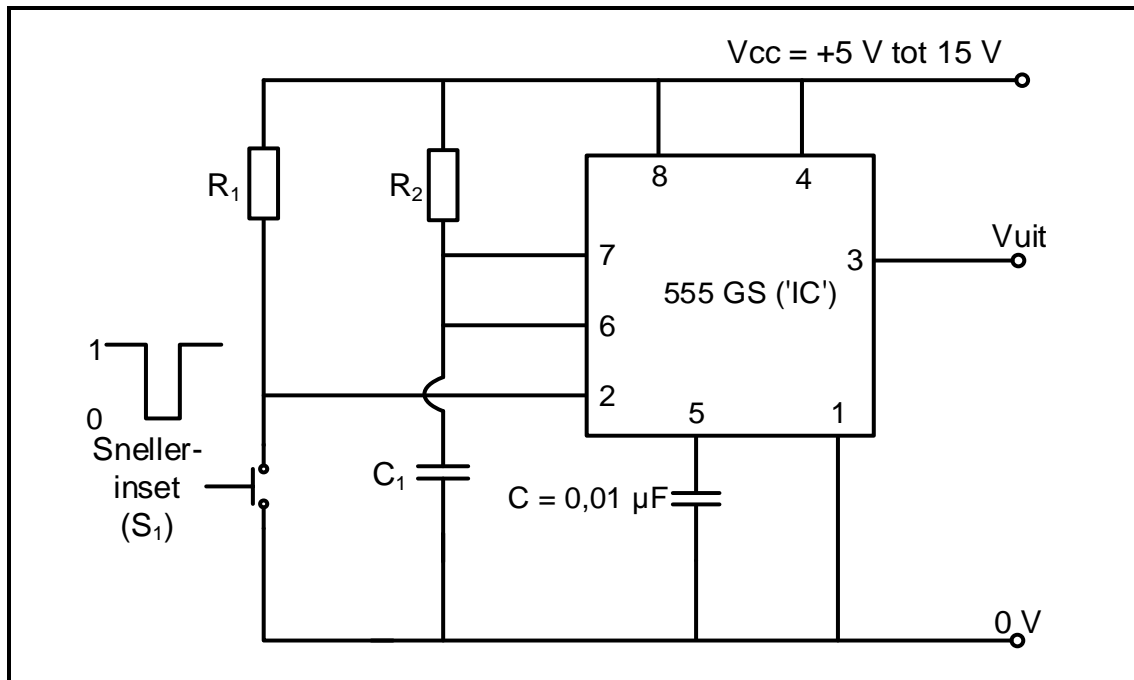 Vcc = +5 V tot 15 V
R₁
R₂
8
4
7
6
2
3
5
1
555 GS ('IC')
Vuit
1
0
Sneller-
inset
(S₁)
C₁
C = 0,01 µF
0 V